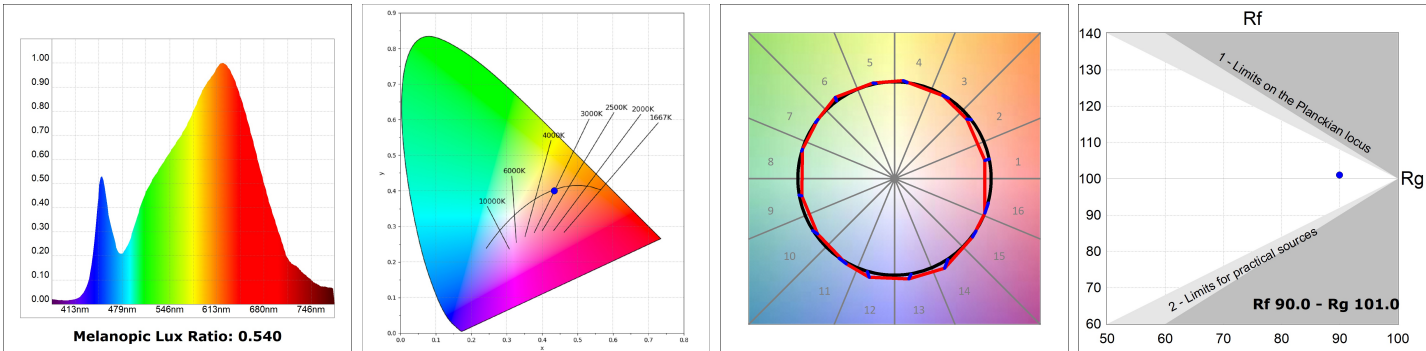 1.00
0.90
0.80
0.70
0.60
0.50
0.40
0.30
0.20
0.10
0.00
413nm 479nm 546nm 613nm 680nm 746nm
Melanopic Lux Ratio: 0.540
0.9
0.8
0.7
0.6
0.5
0.4
0.3
0.2
0.1
0.0
y
2500K
2000K
3000K
1667K
4000K
6000K
10000K
0.0 0.1 0.2 0.3 0.4 0.5 0.6 0.7 0.8
x
5 4
6 3
7 2
8 1
9 16
10 15
11 14
12 13
Rf
140
130
120
110
100
90
80
70
60
1 - Limits on the Planckian locus
Rg
2 - Limits for practical sources
Rf 90.0 - Rg 101.0
50 60 70 80 90 100